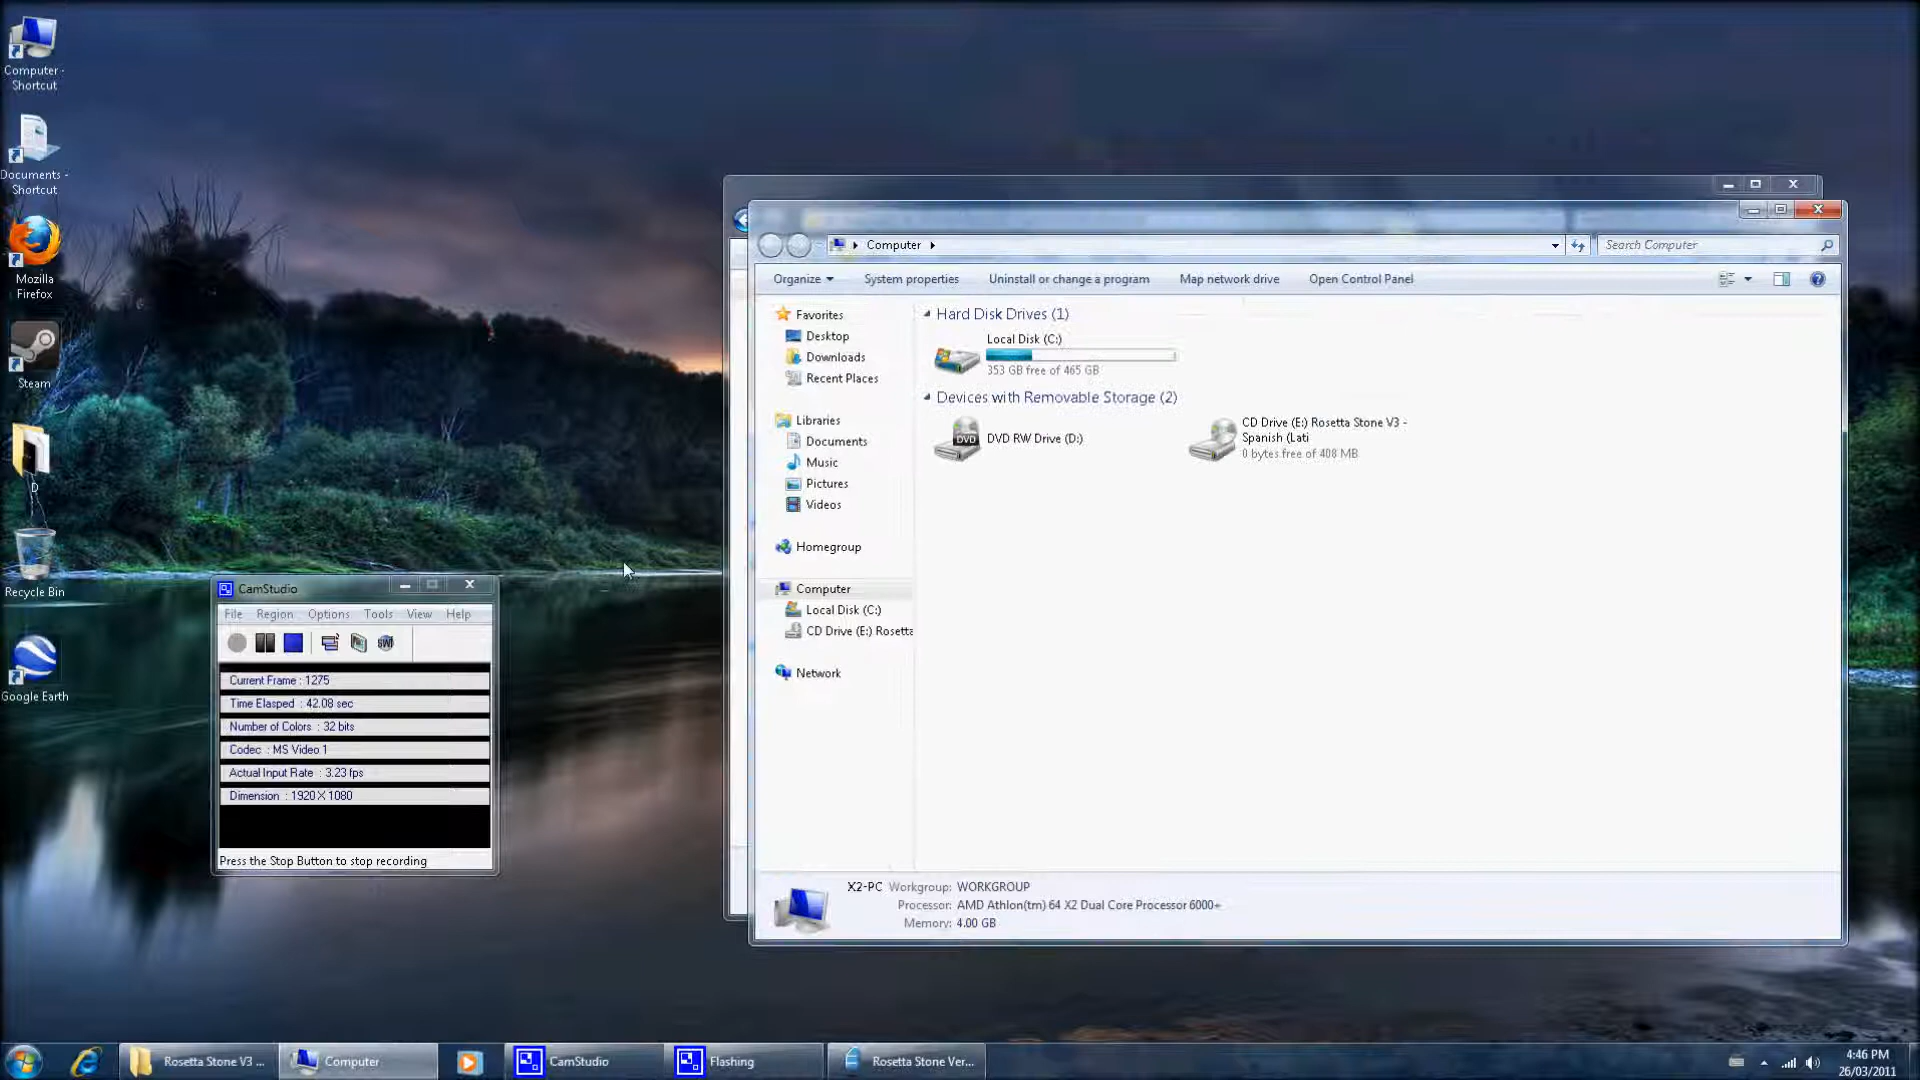 Computer -
Shortcut
Documents -
Shortcut
Mozilla
Firefox
Steam
D
Recycle Bin
Google Earth
CamStudio
File Region Options Tools View Help
Current Frame : 1275
Time Elasped : 42.08 sec
Number of Colors : 32 bits
Codec : MS Video 1
Actual Input Rate : 3.23 fps
Dimension : 1920 X 1080
Press the Stop Button to stop recording
Computer
Search Computer
Organize System properties Uninstall or change a program Map network drive Open Control Panel
Favorites
Desktop
Downloads
Recent Places
Libraries
Documents
Music
Pictures
Videos
Homegroup
Computer
Local Disk (C:)
CD Drive (E:) Rosetta
Network
Hard Disk Drives (1)
Local Disk (C:)
353 GB free of 465 GB
Devices with Removable Storage (2)
DVD
DVD RW Drive (D:)
CD Drive (E:) Rosetta Stone V3 -
Spanish (Lati
0 bytes free of 408 MB
X2-PC Workgroup: WORKGROUP
Processor: AMD Athlon(tm) 64 X2 Dual Core Processor 6000+
Memory: 4.00 GB
Rosetta Stone V3 ... Computer CamStudio Flashing Rosetta Stone Ver...
4:46 PM
26/03/2011